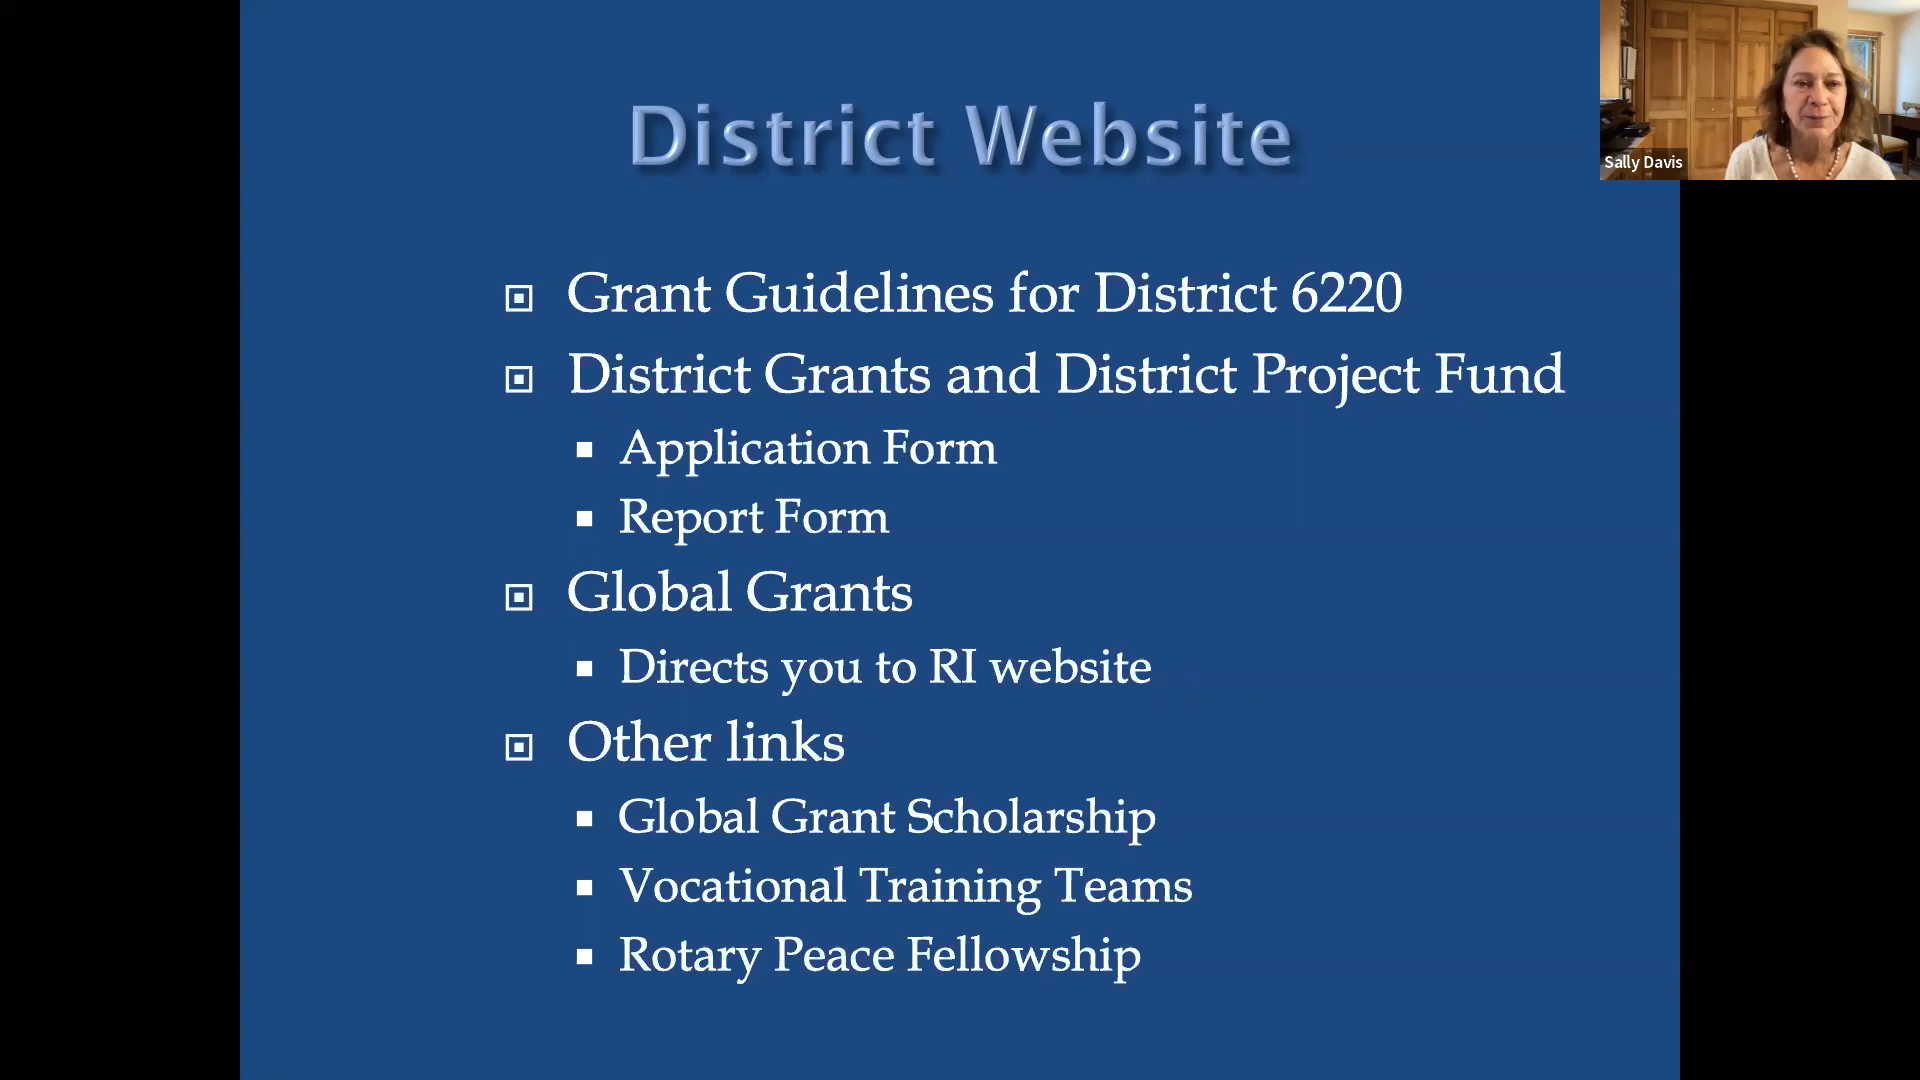 District Website
Sally Davis
Grant Guidelines for District 6220
District Grants and District Project Fund
Application Form
Report Form
Global Grants
Directs you to RI website
Other links
Global Grant Scholarship
Vocational Training Teams
Rotary Peace Fellowship